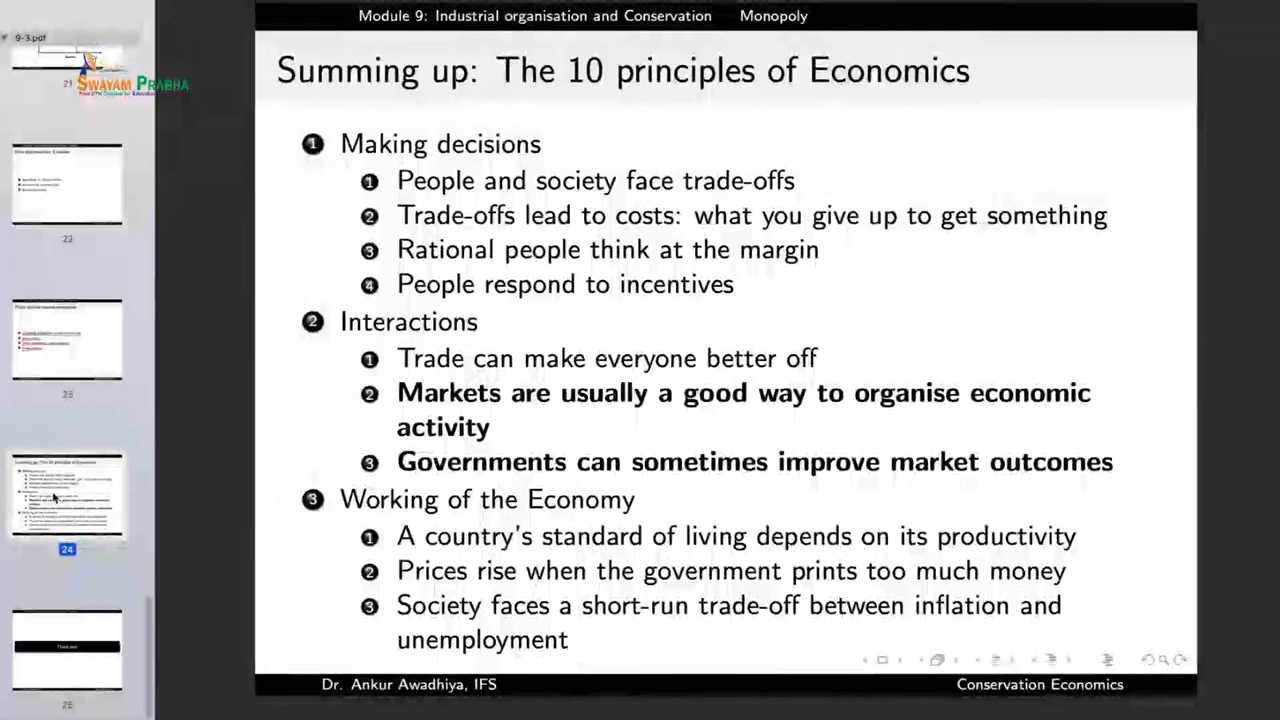 Module 9: Industrial organisation and Conservation Monopoly
9-3.pdf
21
SWAYAM PRABHA
22
23
24
25
Summing up: The 10 principles of Economics
1 Making decisions
1 People and society face trade-offs
2 Trade-offs lead to costs: what you give up to get something
3 Rational people think at the margin
4 People respond to incentives
2 Interactions
1 Trade can make everyone better off
2 Markets are usually a good way to organise economic
activity
3 Governments can sometimes improve market outcomes
3 Working of the Economy
1 A country's standard of living depends on its productivity
2 Prices rise when the government prints too much money
3 Society faces a short-run trade-off between inflation and
unemployment
Dr. Ankur Awadhiya, IFS Conservation Economics